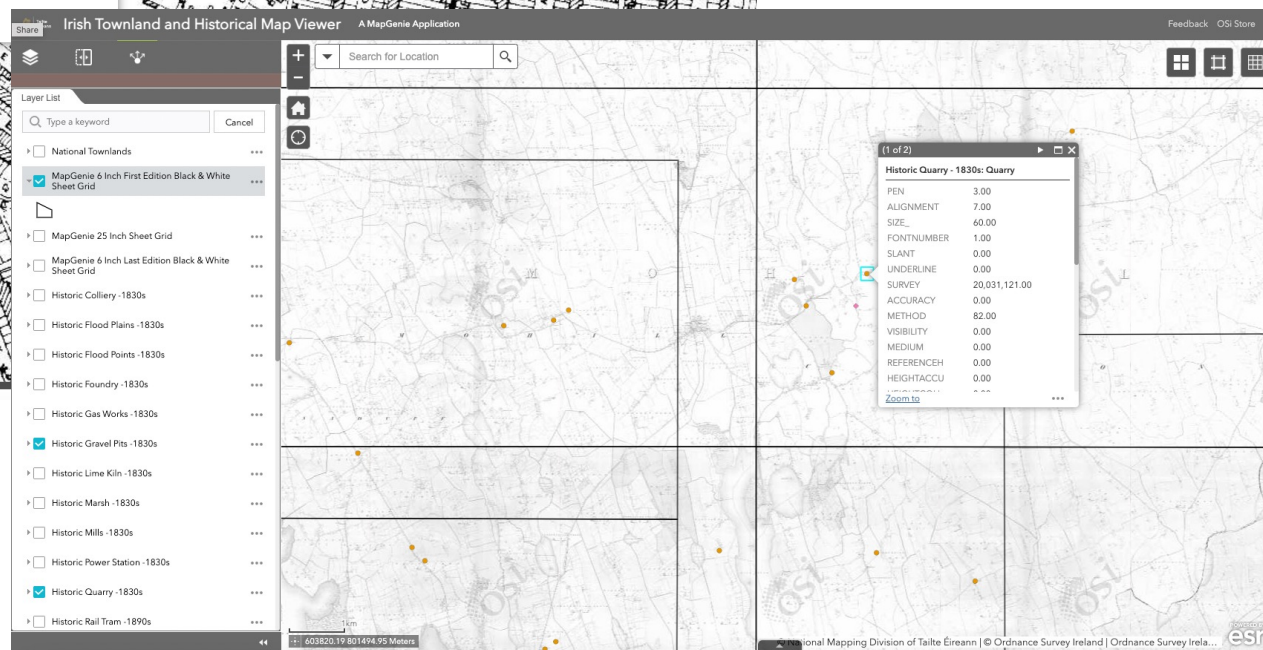 Irish Townland and Historical Map Viewer A MapGenie Application Feedback OSi Store
Share
Search for Location
Layer List
Type a keyword Cancel
National Townlands
MapGenie 6 Inch First Edition Black & White
Sheet Grid
MapGenie 25 Inch Sheet Grid
MapGenie 6 Inch Last Edition Black & White
Sheet Grid
Historic Colliery -1830s
Historic Flood Plains -1830s
Historic Flood Points -1830s
Historic Foundry -1830s
Historic Gas Works -1830s
Historic Gravel Pits -1830s
Historic Lime Kiln -1830s
Historic Marsh -1830s
Historic Mills -1830s
Historic Power Station -1830s
Historic Quarry -1830s
Historic Rail Tram -1890s
(1 of 2)
Historic Quarry - 1830s: Quarry
PEN 3.00
ALIGNMENT 7.00
SIZE_ 60.00
FONTNUMBER 1.00
SLANT 0.00
UNDERLINE 0.00
SURVEY 20,031,121.00
ACCURACY 0.00
METHOD 82.00
VISIBILITY 0.00
MEDIUM 0.00
REFERENCEH 0.00
HEIGHTACCU 0.00
Zoom to
osi
osi
osi
osi
osi
osi
1km
603820.19 801494.95 Meters
National Mapping Division of Tailte Éireann | © Ordnance Survey Ireland | Ordnance Survey Irela...
POWERED BY
esri